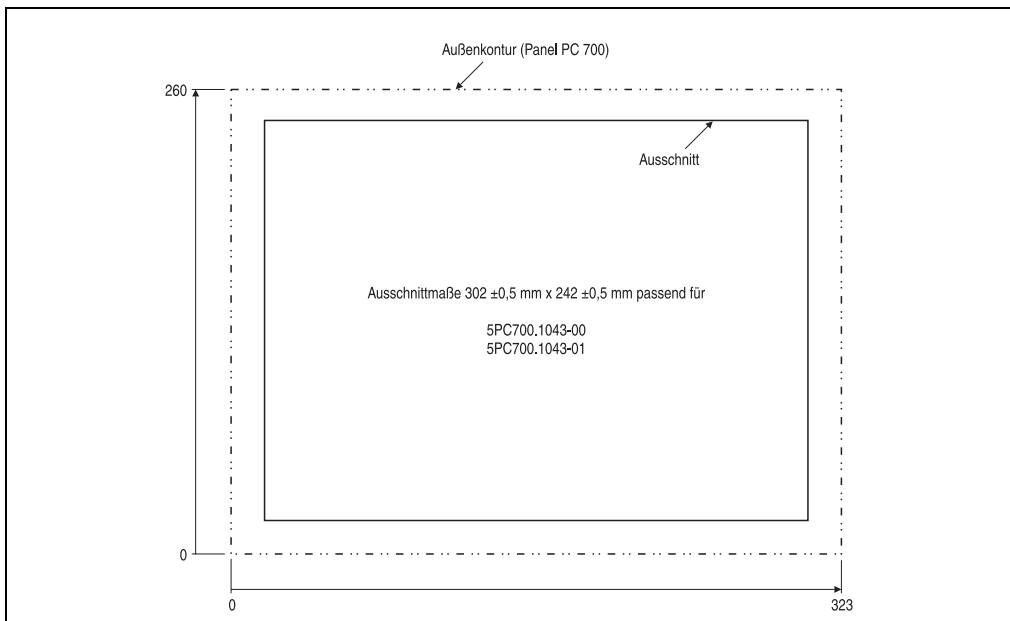 Außenkontur (Panel PC 700)
260
Ausschnitt
Ausschnittmaße 302 ±0,5 mm x 242 ±0,5 mm passend für
5PC700.1043-00
5PC700.1043-01
0
0
323